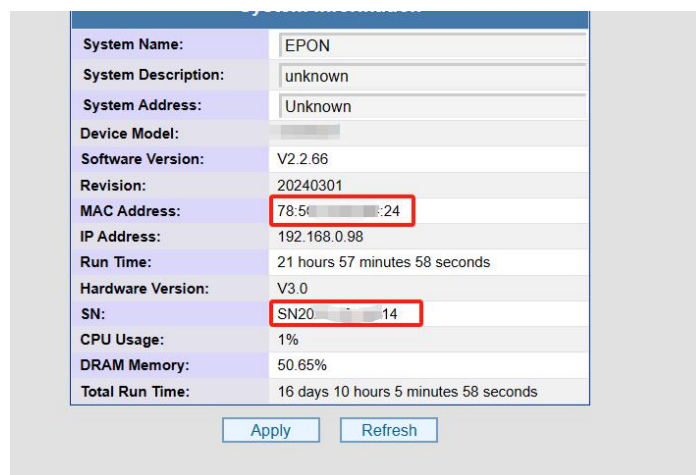 System Name: EPON
System Description: unknown
System Address: Unknown
Device Model:
Software Version: V2.2.66
Revision: 20240301
MAC Address: 78:5 :24
IP Address: 192.168.0.98
Run Time: 21 hours 57 minutes 58 seconds
Hardware Version: V3.0
SN: SN20 14
CPU Usage: 1%
DRAM Memory: 50.65%
Total Run Time: 16 days 10 hours 5 minutes 58 seconds
Apply Refresh